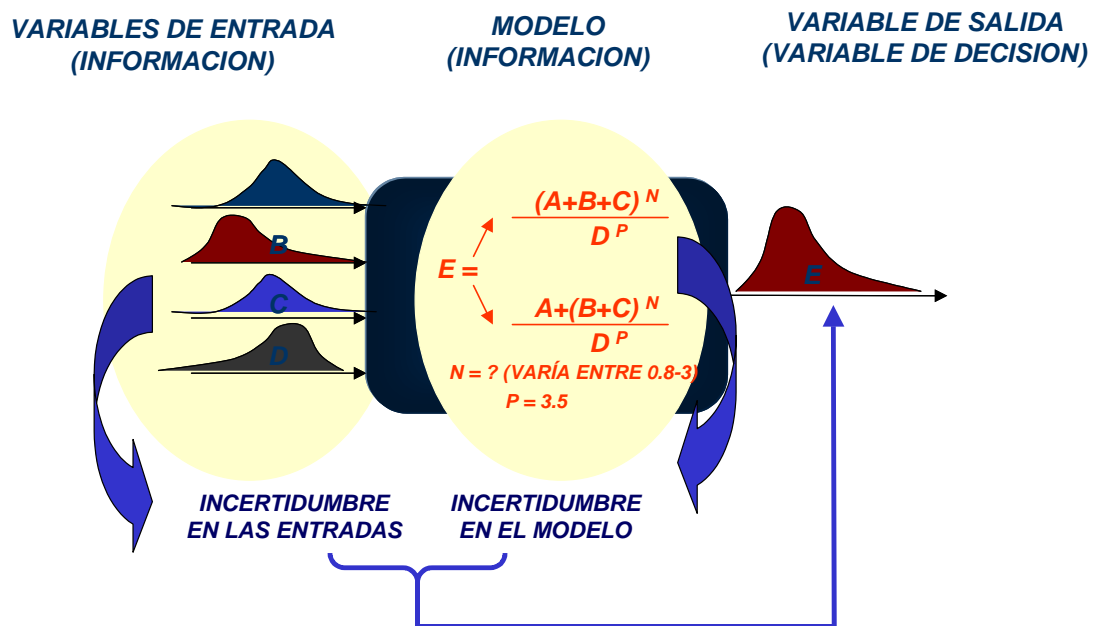 VARIABLES DE ENTRADA
(INFORMACION)
MODELO
(INFORMACION)
VARIABLE DE SALIDA
(VARIABLE DE DECISION)
B
C
D
(A+B+C) N
D P
E =
A+(B+C) N
D P
N = ? (VARÍA ENTRE 0.8-3)
P = 3.5
E
INCERTIDUMBRE
EN LAS ENTRADAS
INCERTIDUMBRE
EN EL MODELO